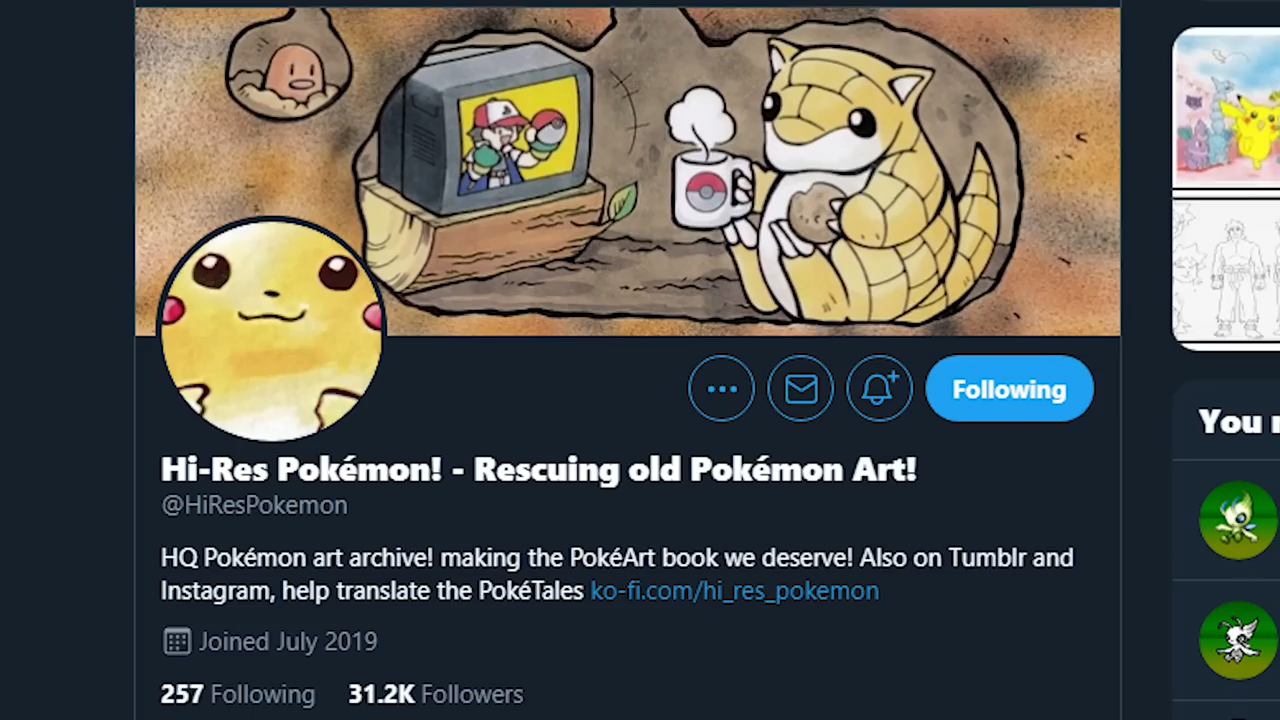 Following
Hi-Res Pokémon! - Rescuing old Pokémon Art!
@HiResPokemon
HQ Pokémon art archive! making the PokéArt book we deserve! Also on Tumblr and
Instagram, help translate the PokéTales ko-fi.com/hi_res_pokemon
Joined July 2019
257 Following 31.2K Followers
You